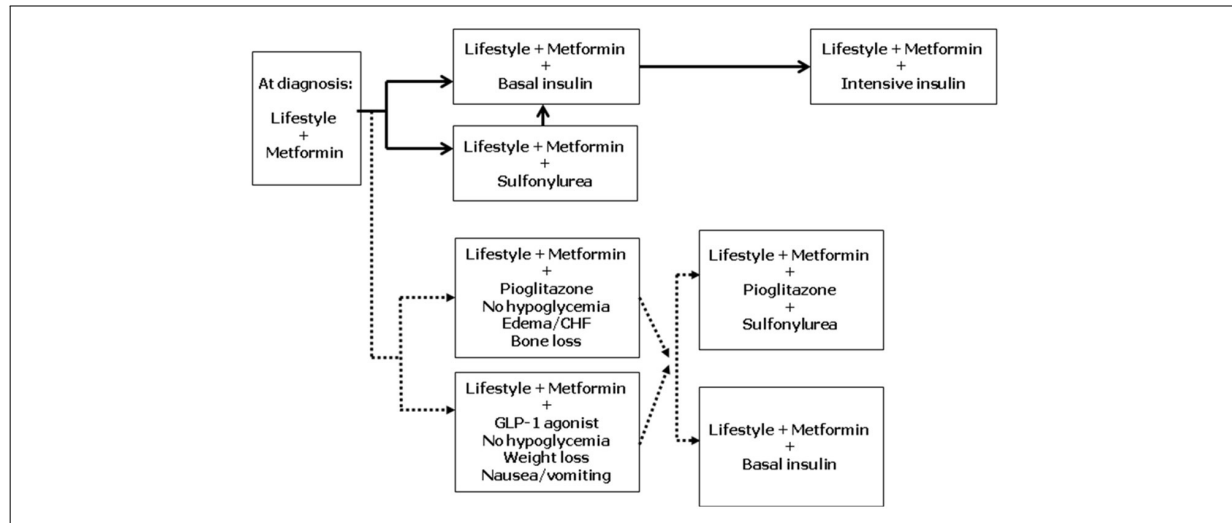 At diagnosis:
Lifestyle
+
Metformin
Lifestyle + Metformin
+
Basal insulin
Lifestyle + Metformin
+
Intensive insulin
Lifestyle + Metformin
+
Sulfonylurea
Lifestyle + Metformin
+
Pioglitazone
No hypoglycemia
Edema/CHF
Bone loss
Lifestyle + Metformin
+
Pioglitazone
+
Sulfonylurea
Lifestyle + Metformin
+
GLP-1 agonist
No hypoglycemia
Weight loss
Nausea/vomiting
Lifestyle + Metformin
+
Basal insulin